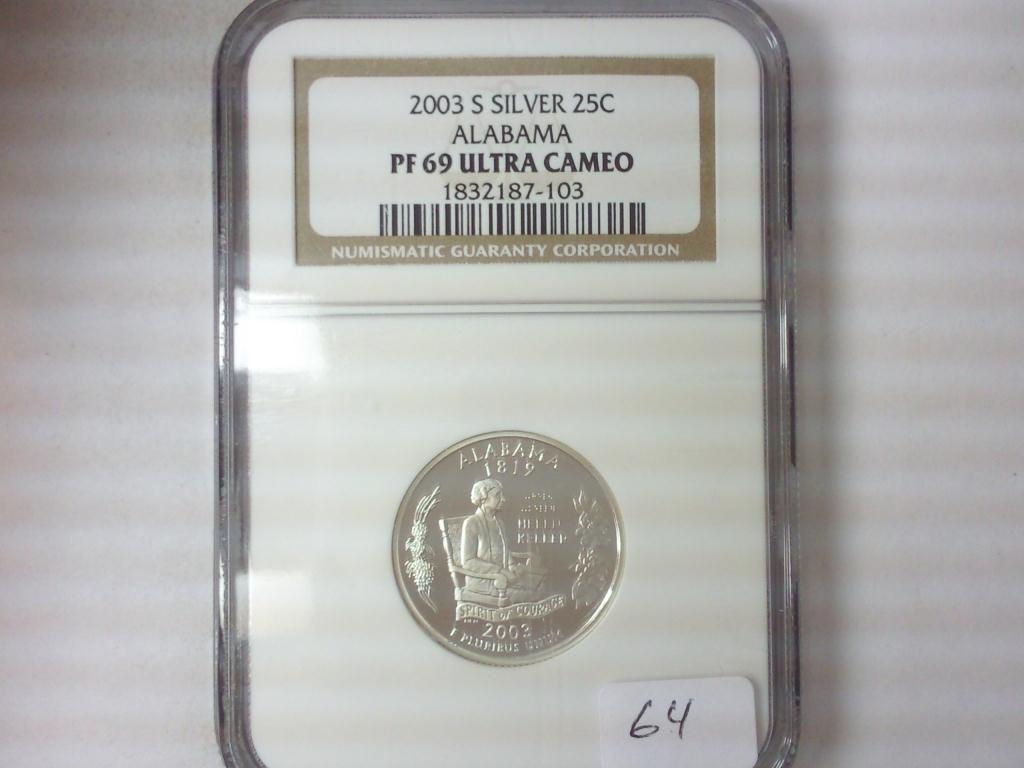 2003 S SILVER 25C
ALABAMA
PF 69 ULTRA CAMEO
1832187-103
NUMISMATIC GUARANTY CORPORATION
ALABAMA
1819
HELEN
KELLER
SPIRIT of COURAGE
2003
E PLURIBUS UNUM
64